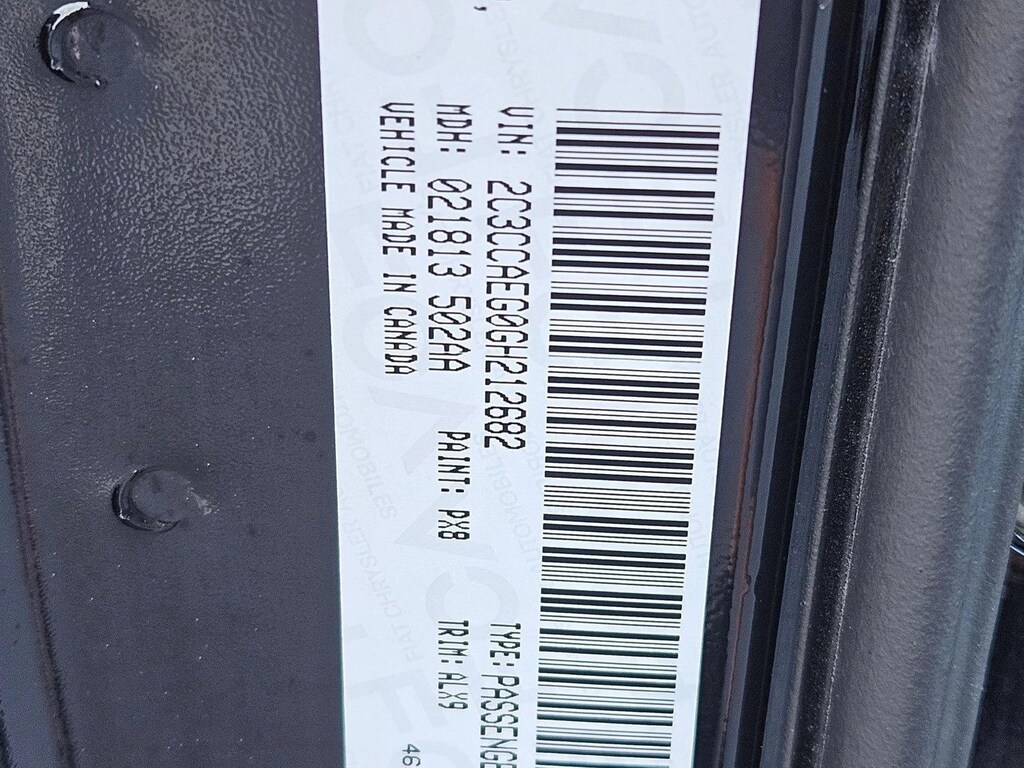 VIN: 2C3CCAEG0GH212682 TYPE: PASSENGE
MDH: 021813 502AA PAINT: PX8 TRIM: ALX9
VEHICLE MADE IN CANADA
46